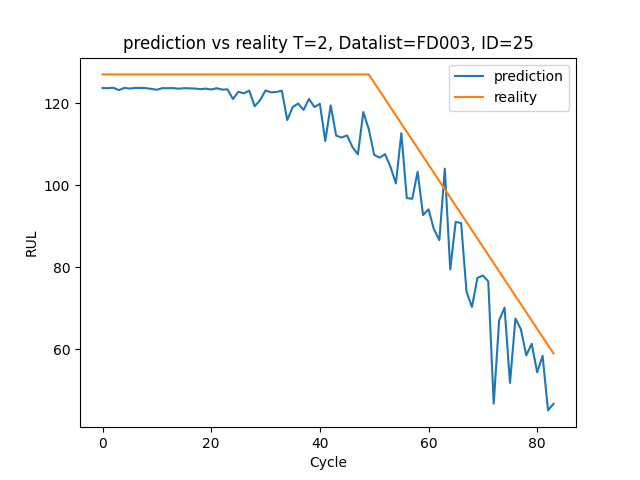 prediction vs reality T=2, Datalist=FD003, ID=25
prediction
reality
RUL
120
100
80
60
0 20 40 60 80
Cycle